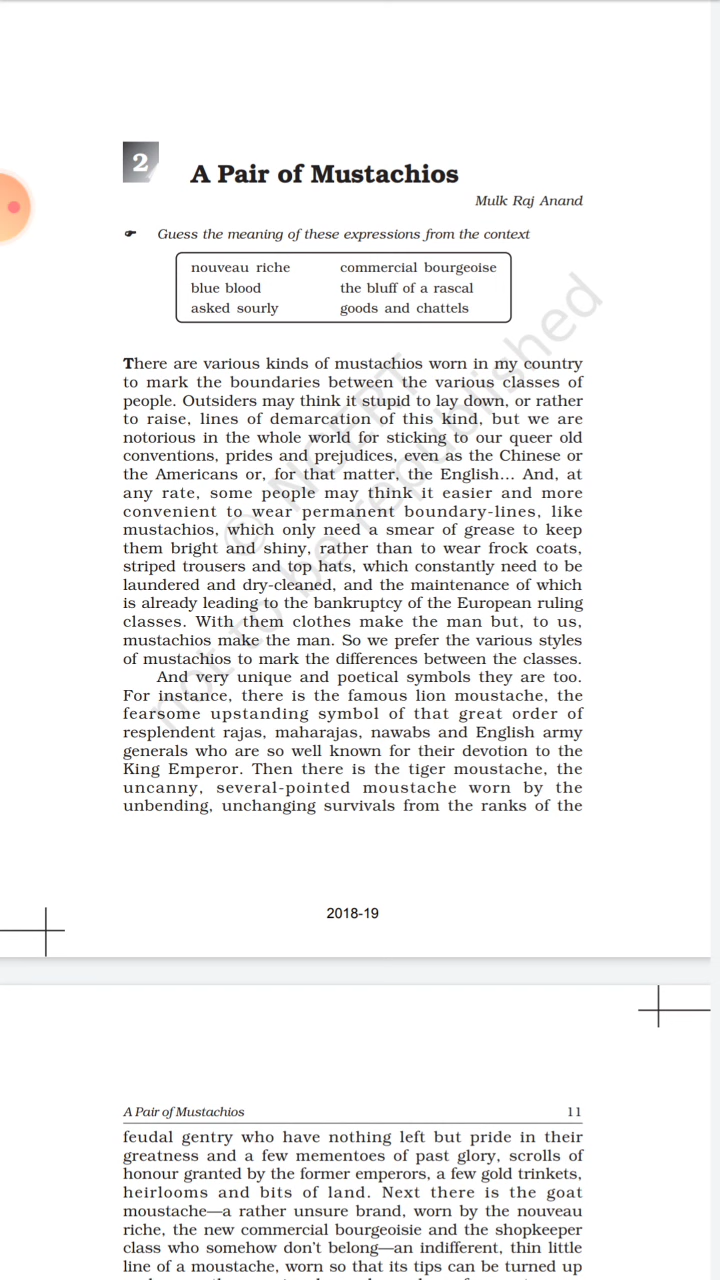 2
A Pair of Mustachios
Mulk Raj Anand
☛ Guess the meaning of these expressions from the context
nouveau riche commercial bourgeoise
blue blood the bluff of a rascal
asked sourly goods and chattels
There are various kinds of mustachios worn in my country
to mark the boundaries between the various classes of
people. Outsiders may think it stupid to lay down, or rather
to raise, lines of demarcation of this kind, but we are
notorious in the whole world for sticking to our queer old
conventions, prides and prejudices, even as the Chinese or
the Americans or, for that matter, the English... And, at
any rate, some people may think it easier and more
convenient to wear permanent boundary-lines, like
mustachios, which only need a smear of grease to keep
them bright and shiny, rather than to wear frock coats,
striped trousers and top hats, which constantly need to be
laundered and dry-cleaned, and the maintenance of which
is already leading to the bankruptcy of the European ruling
classes. With them clothes make the man but, to us,
mustachios make the man. So we prefer the various styles
of mustachios to mark the differences between the classes.
And very unique and poetical symbols they are too.
For instance, there is the famous lion moustache, the
fearsome upstanding symbol of that great order of
resplendent rajas, maharajas, nawabs and English army
generals who are so well known for their devotion to the
King Emperor. Then there is the tiger moustache, the
uncanny, several-pointed moustache worn by the
unbending, unchanging survivals from the ranks of the
© NCERT
not to be republished
2018-19
A Pair of Mustachios 11
feudal gentry who have nothing left but pride in their
greatness and a few mementoes of past glory, scrolls of
honour granted by the former emperors, a few gold trinkets,
heirlooms and bits of land. Next there is the goat
moustache—a rather unsure brand, worn by the nouveau
riche, the new commercial bourgeoisie and the shopkeeper
class who somehow don't belong—an indifferent, thin little
line of a moustache, worn so that its tips can be turned up